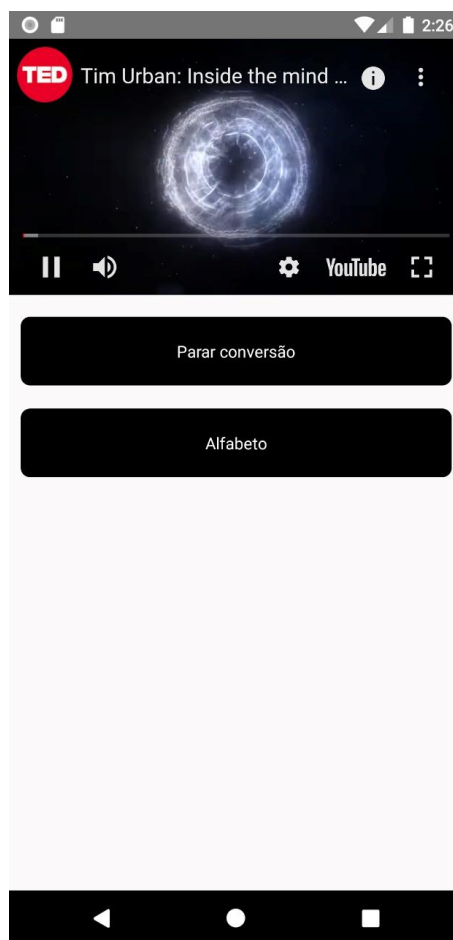 2:26
TED Tim Urban: Inside the mind ...
YouTube
Parar conversão
Alfabeto